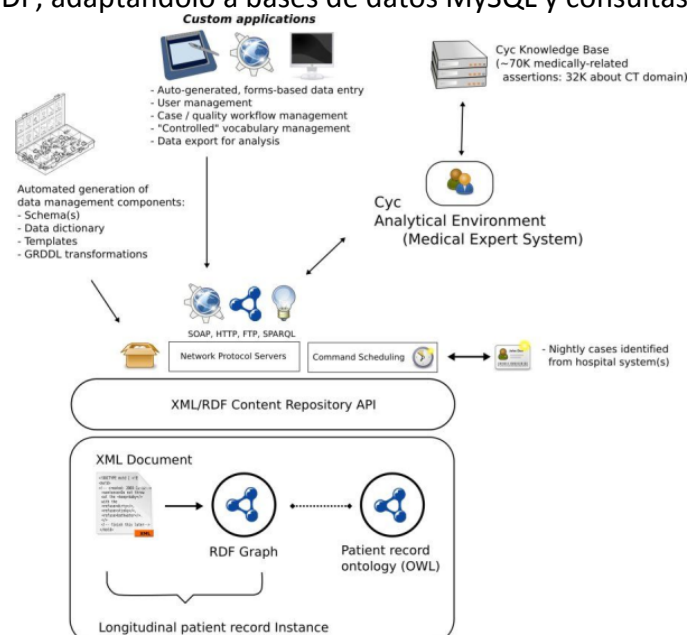 DF, adaptándolo a bases de datos MySQL y consultas
Custom applications
- Auto-generated, forms-based data entry
- User management
- Case / quality workflow management
- "Controlled" vocabulary management
- Data export for analysis
Cyc Knowledge Base
(~70K medically-related
assertions: 32K about CT domain)
Automated generation of
data management components:
- Schema(s)
- Data dictionary
- Templates
- GRDDL transformations
Cyc
Analytical Environment
(Medical Expert System)
SOAP, HTTP, FTP, SPARQL
Network Protocol Servers
Command Scheduling
- Nightly cases identified
from hospital system(s)
XML/RDF Content Repository API
XML Document
XML
RDF Graph
Patient record
ontology (OWL)
Longitudinal patient record Instance